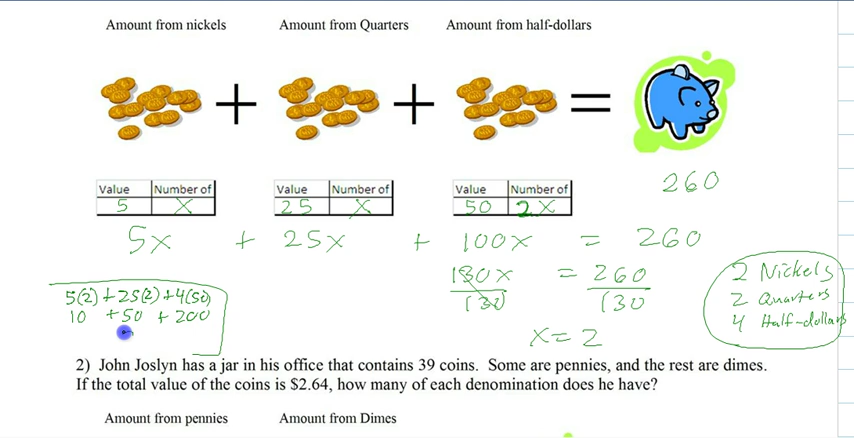 Amount from nickels Amount from Quarters Amount from half-dollars
+ + =
260
Value Number of Value Number of Value Number of
5 X 25 X 50 2X
5x + 25x + 100x = 260
130x = 260
130 130
x = 2
2 Nickels
2 Quarters
4 Half-dollars
5(2) + 25(2) + 4(50)
10 + 50 + 200
2) John Joslyn has a jar in his office that contains 39 coins. Some are pennies, and the rest are dimes.
If the total value of the coins is $2.64, how many of each denomination does he have?
Amount from pennies Amount from Dimes